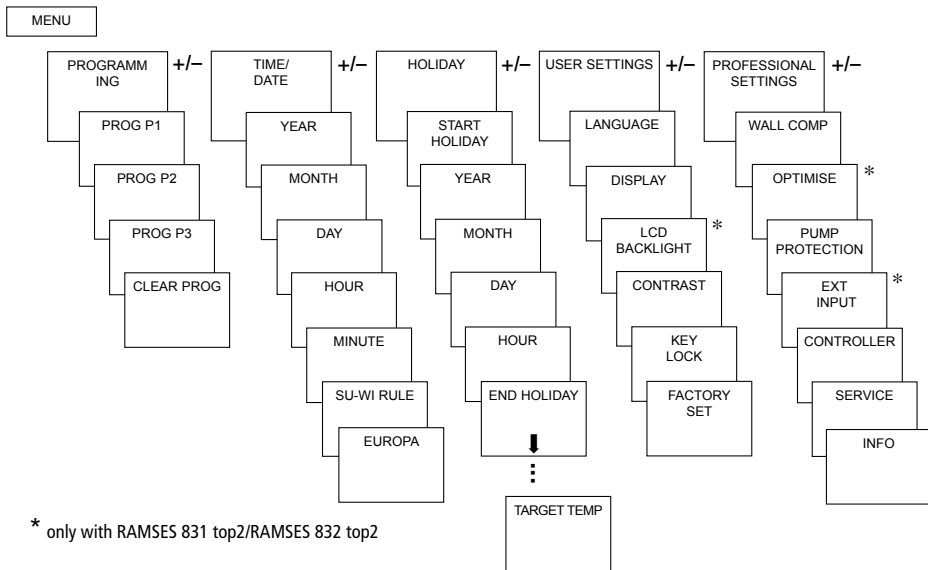 MENU
PROGRAMM
ING
+/–
PROG P1
PROG P2
PROG P3
CLEAR PROG
TIME/
DATE
+/–
YEAR
MONTH
DAY
HOUR
MINUTE
SU-WI RULE
EUROPA
HOLIDAY
+/–
START
HOLIDAY
YEAR
MONTH
DAY
HOUR
END HOLIDAY
TARGET TEMP
USER SETTINGS
+/–
LANGUAGE
DISPLAY
LCD
BACKLIGHT
*
CONTRAST
KEY
LOCK
FACTORY
SET
PROFESSIONAL
SETTINGS
+/–
WALL COMP
OPTIMISE
*
PUMP
PROTECTION
EXT
INPUT
*
CONTROLLER
SERVICE
INFO
* only with RAMSES 831 top2/RAMSES 832 top2